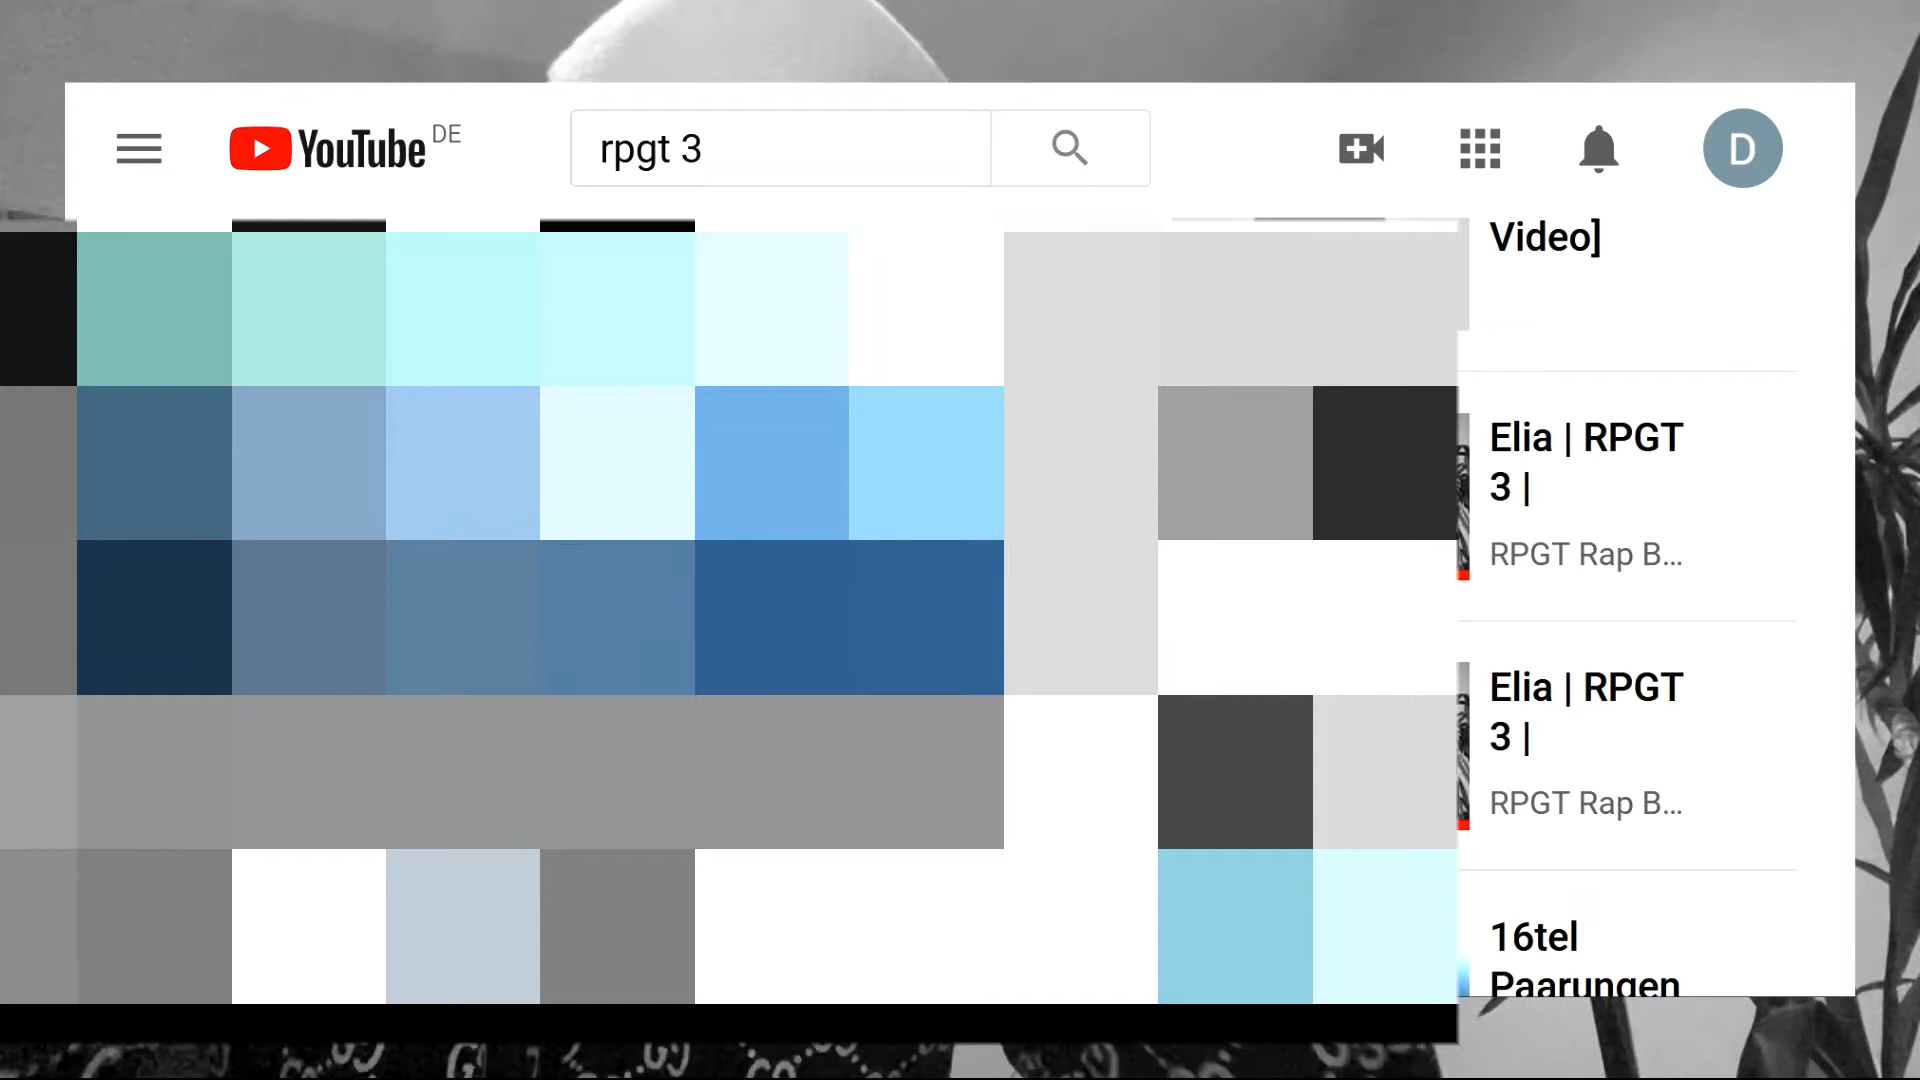 YouTube DE
rpgt 3
D
Video]
Elia | RPGT
3 |
RPGT Rap B...
Elia | RPGT
3 |
RPGT Rap B...
16tel
Paarungen